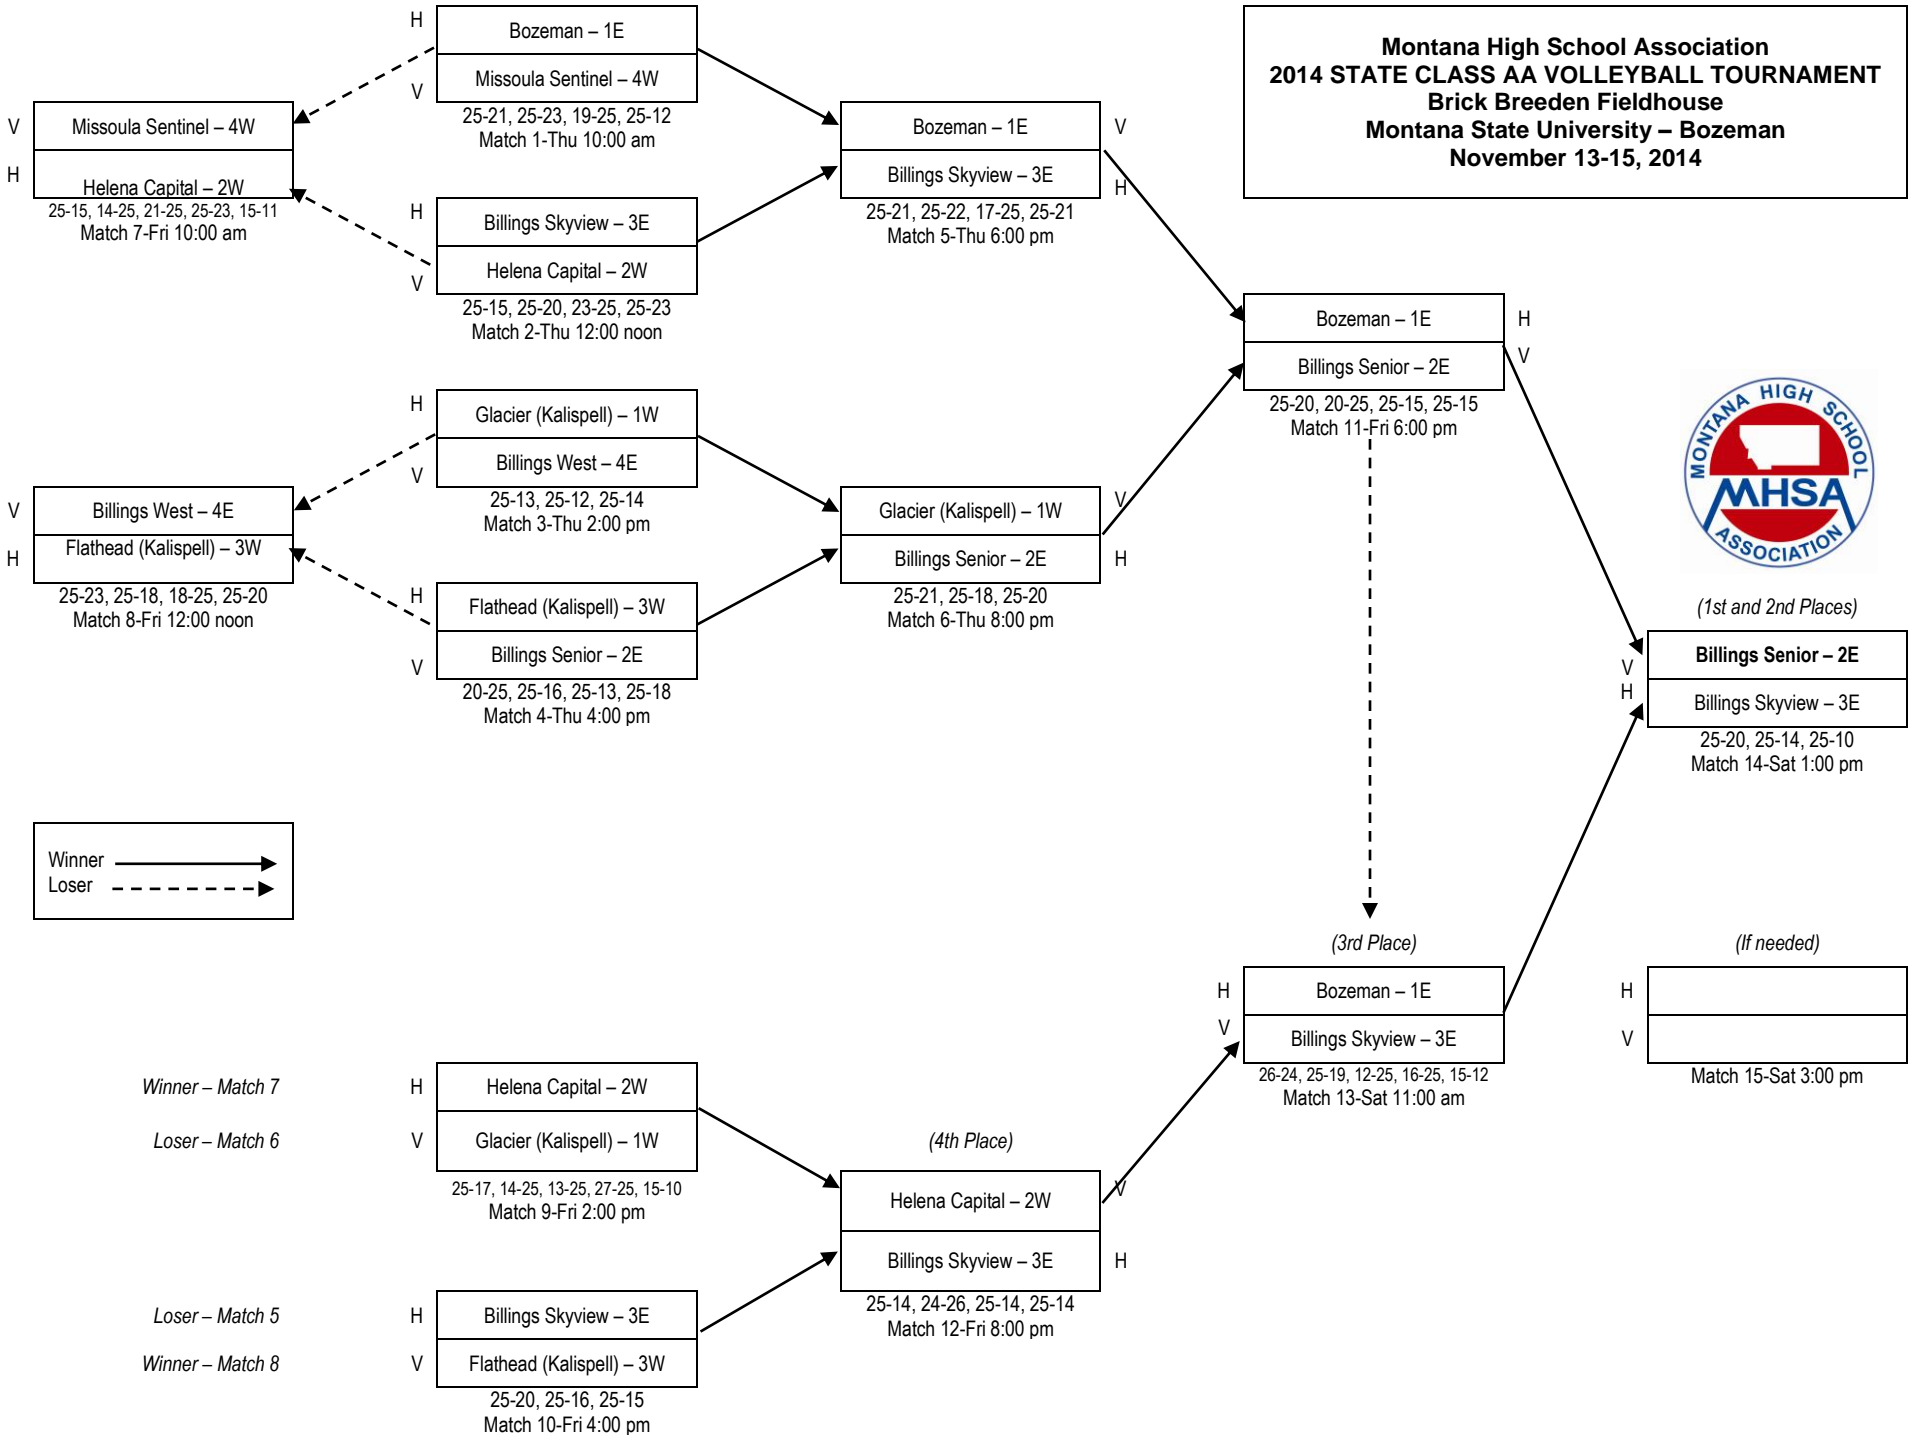 Montana High School Association
2014 STATE CLASS AA VOLLEYBALL TOURNAMENT
Brick Breeden Fieldhouse
Montana State University – Bozeman
November 13-15, 2014
H
Bozeman – 1E
V
Missoula Sentinel – 4W
25-21, 25-23, 19-25, 25-12
Match 1-Thu 10:00 am
V
Missoula Sentinel – 4W
H
Helena Capital – 2W
25-15, 14-25, 21-25, 25-23, 15-11
Match 7-Fri 10:00 am
H
Billings Skyview – 3E
V
Helena Capital – 2W
25-15, 25-20, 23-25, 25-23
Match 2-Thu 12:00 noon
Bozeman – 1E
V
Billings Skyview – 3E
H
25-21, 25-22, 17-25, 25-21
Match 5-Thu 6:00 pm
H
Glacier (Kalispell) – 1W
V
Billings West – 4E
25-13, 25-12, 25-14
Match 3-Thu 2:00 pm
V
Billings West – 4E
H
Flathead (Kalispell) – 3W
25-23, 25-18, 18-25, 25-20
Match 8-Fri 12:00 noon
H
Flathead (Kalispell) – 3W
V
Billings Senior – 2E
20-25, 25-16, 25-13, 25-18
Match 4-Thu 4:00 pm
Glacier (Kalispell) – 1W
V
Billings Senior – 2E
H
25-21, 25-18, 25-20
Match 6-Thu 8:00 pm
Bozeman – 1E
H
Billings Senior – 2E
V
25-20, 20-25, 25-15, 25-15
Match 11-Fri 6:00 pm
MONTANA HIGH SCHOOL
MHSA
ASSOCIATION
(1st and 2nd Places)
V
Billings Senior – 2E
H
Billings Skyview – 3E
25-20, 25-14, 25-10
Match 14-Sat 1:00 pm
Winner
Loser
(3rd Place)
H
Bozeman – 1E
V
Billings Skyview – 3E
26-24, 25-19, 12-25, 16-25, 15-12
Match 13-Sat 11:00 am
(If needed)
H
V
Match 15-Sat 3:00 pm
Winner – Match 7
H
Helena Capital – 2W
Loser – Match 6
V
Glacier (Kalispell) – 1W
25-17, 14-25, 13-25, 27-25, 15-10
Match 9-Fri 2:00 pm
(4th Place)
Helena Capital – 2W
V
Billings Skyview – 3E
H
25-14, 24-26, 25-14, 25-14
Match 12-Fri 8:00 pm
Loser – Match 5
H
Billings Skyview – 3E
Winner – Match 8
V
Flathead (Kalispell) – 3W
25-20, 25-16, 25-15
Match 10-Fri 4:00 pm